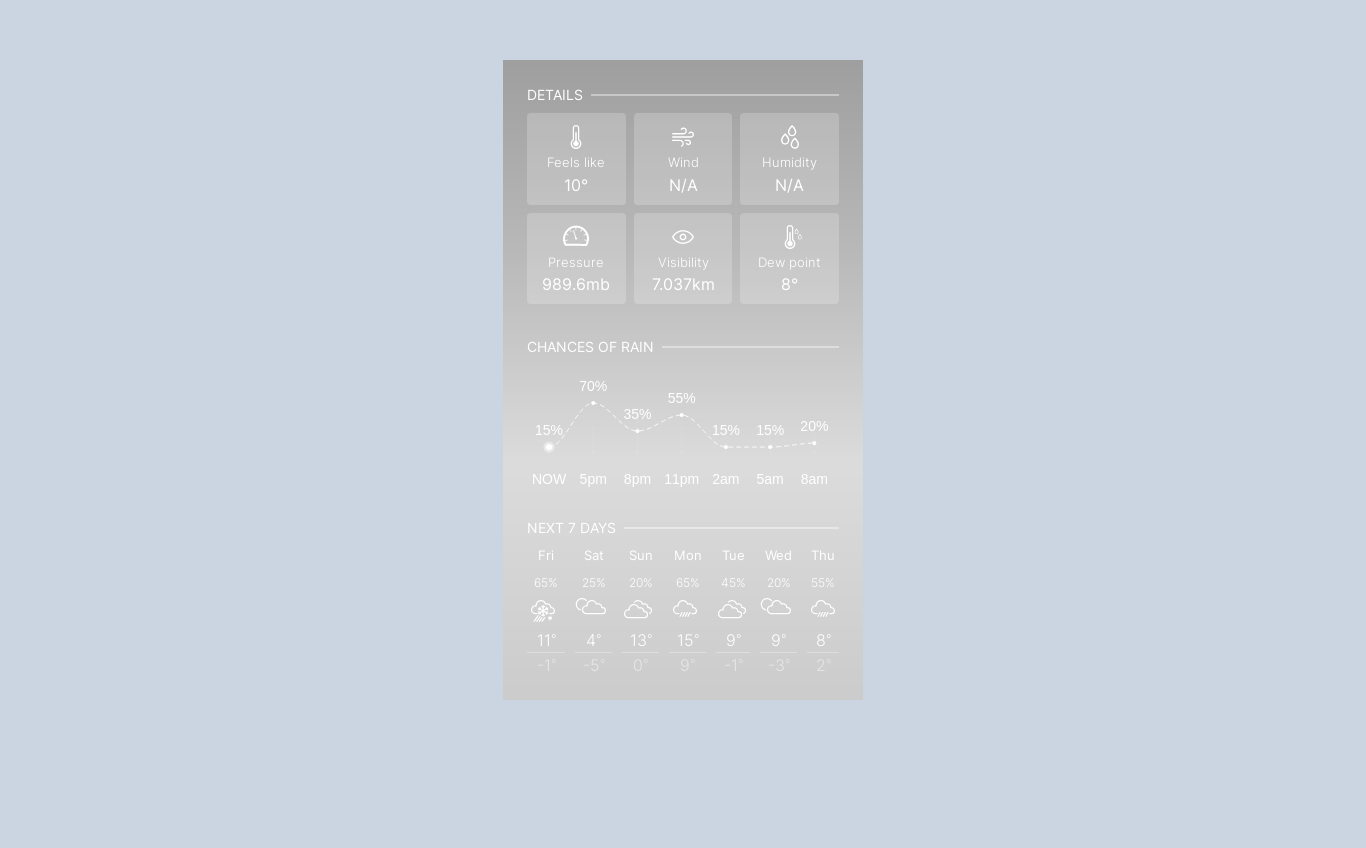 DETAILS
Feels like Wind Humidity
10° N/A N/A
Pressure Visibility Dew point
989.6mb 7.037km 8°
CHANCES OF RAIN
15% 70% 35% 55% 15% 15% 20%
NOW 5pm 8pm 11pm 2am 5am 8am
NEXT 7 DAYS
Fri Sat Sun Mon Tue Wed Thu
65% 25% 20% 65% 45% 20% 55%
11° 4° 13° 15° 9° 9° 8°
-1° -5° 0° 9° -1° -3° 2°